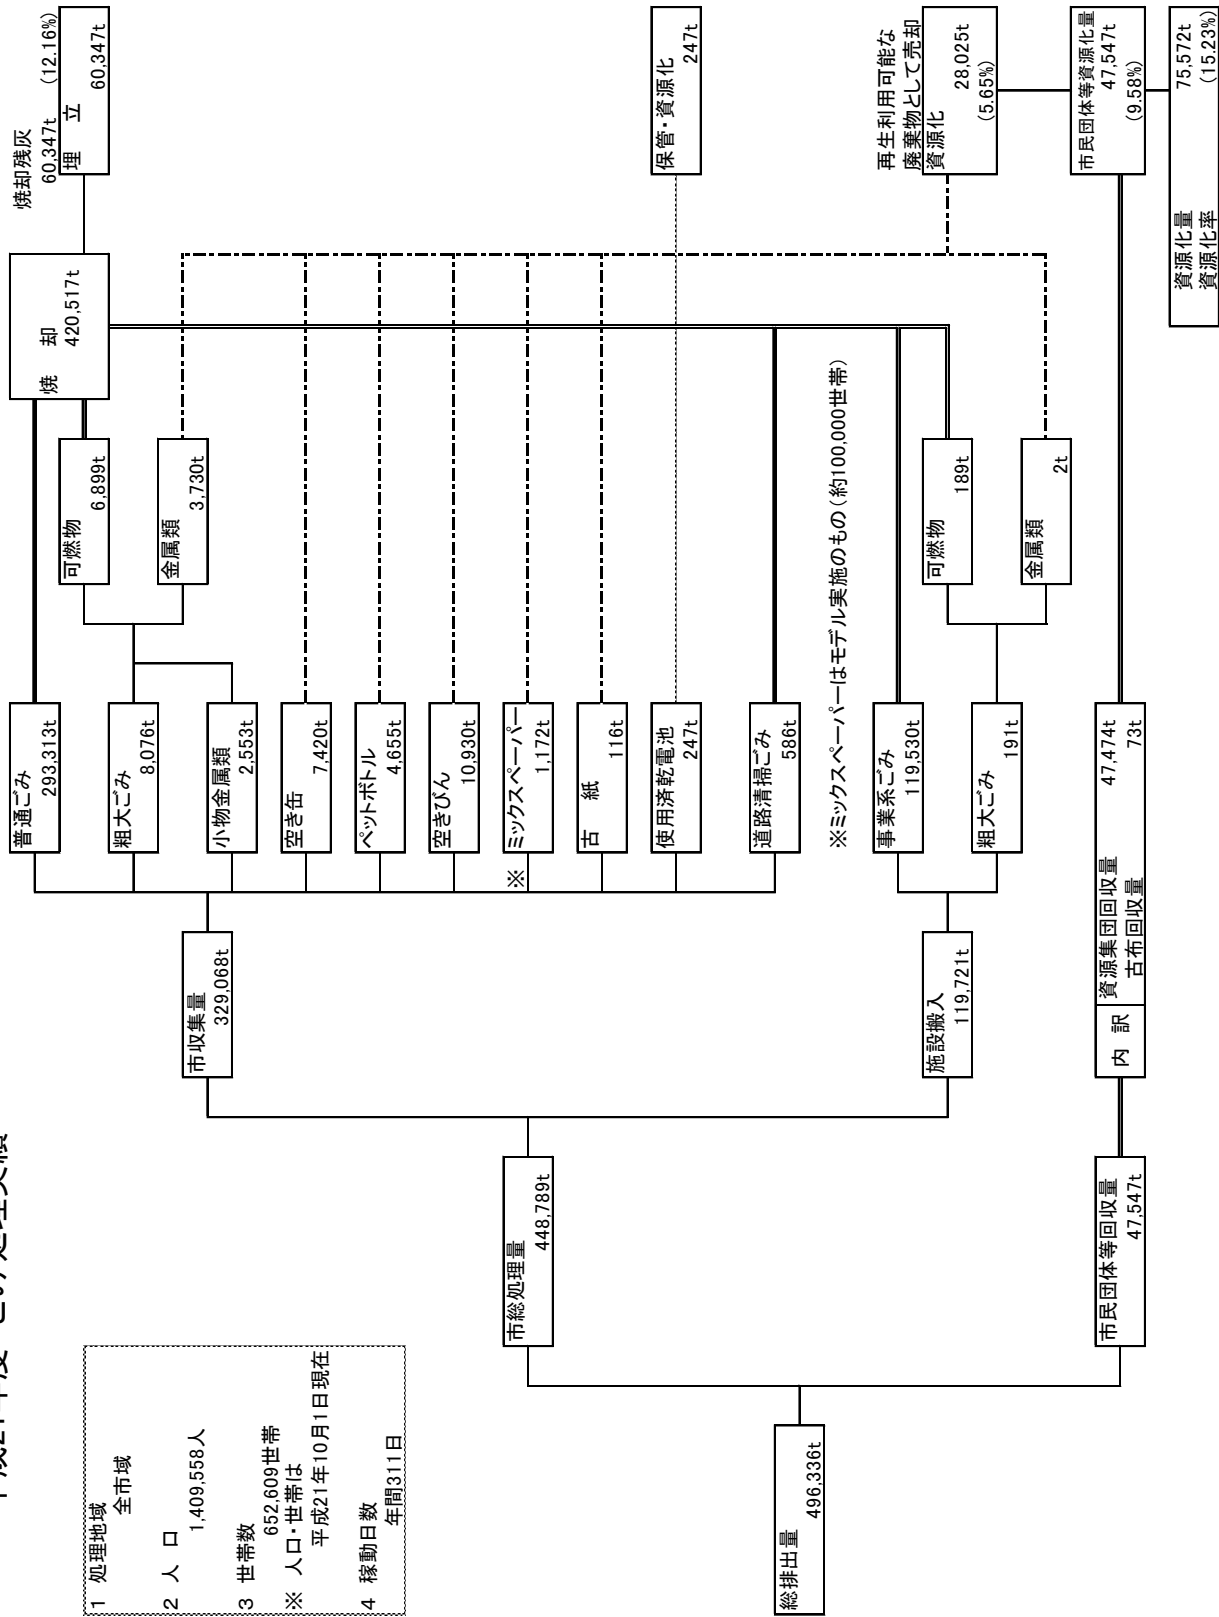 平成21年度 ごみ処理実績
1 処理地域
全市域
2 人 口
1,409,558人
3 世帯数
652,609世帯
※ 人口・世帯は
平成21年10月1日現在
4 稼動日数
年間311日
総排出量
496,336t
市総処理量
448,789t
市民団体等回収量
47,547t
市収集量
329,068t
施設搬入
119,721t
内 訳
資源集団回収量 47,474t
古布回収量 73t
普通ごみ
293,313t
粗大ごみ
8,076t
小物金属類
2,553t
空き缶
7,420t
ペットボトル
4,655t
空きびん
10,930t
※
ミックスペーパー
1,172t
古 紙
116t
使用済乾電池
247t
道路清掃ごみ
586t
※ミックスペーパーはモデル実施のもの(約100,000世帯)
事業系ごみ
119,530t
粗大ごみ
191t
可燃物
6,899t
金属類
3,730t
可燃物
189t
金属類
2t
焼 却
420,517t
焼却残灰
60,347t (12.16%)
埋 立
60,347t
保管・資源化
247t
再生利用可能な
廃棄物として売却
資源化
28,025t
(5.65%)
市民団体等資源化量
47,547t
(9.58%)
資源化量 75,572t
資源化率 (15.23%)